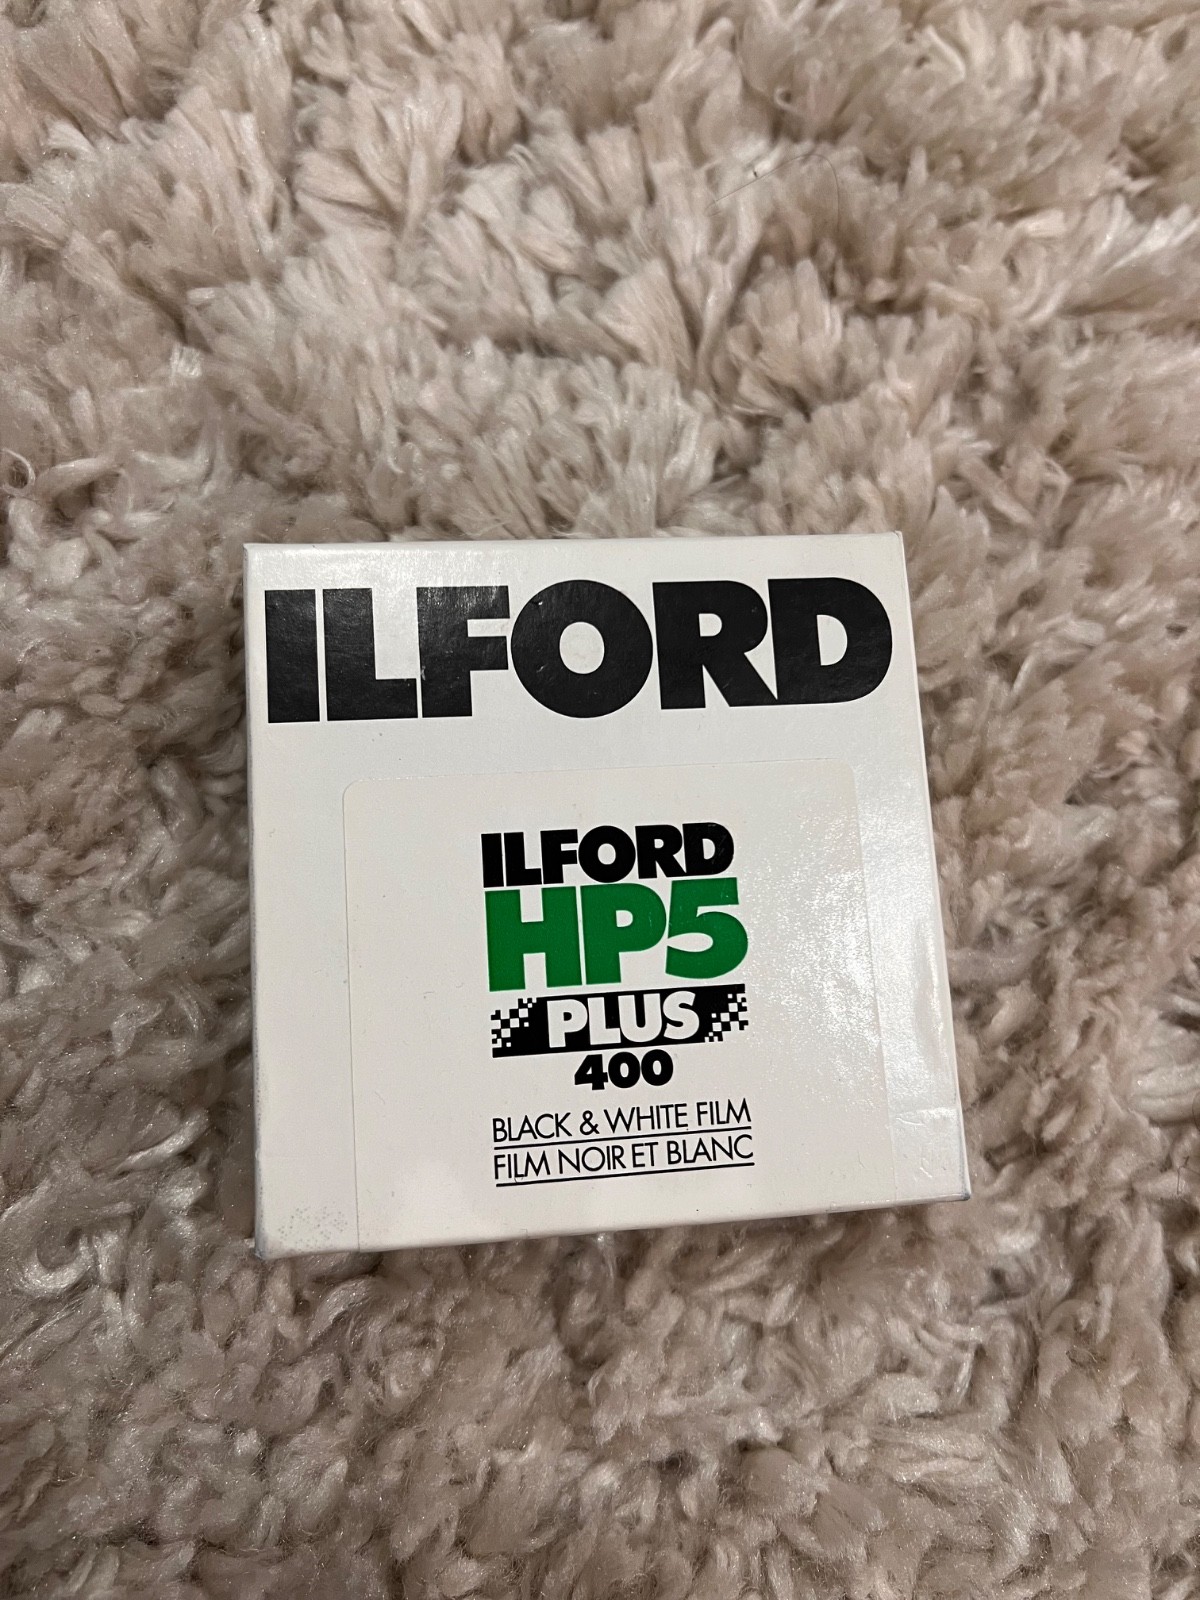 ILFORD
ILFORD
HP5
PLUS
400
BLACK & WHITE FILM
FILM NOIR ET BLANC